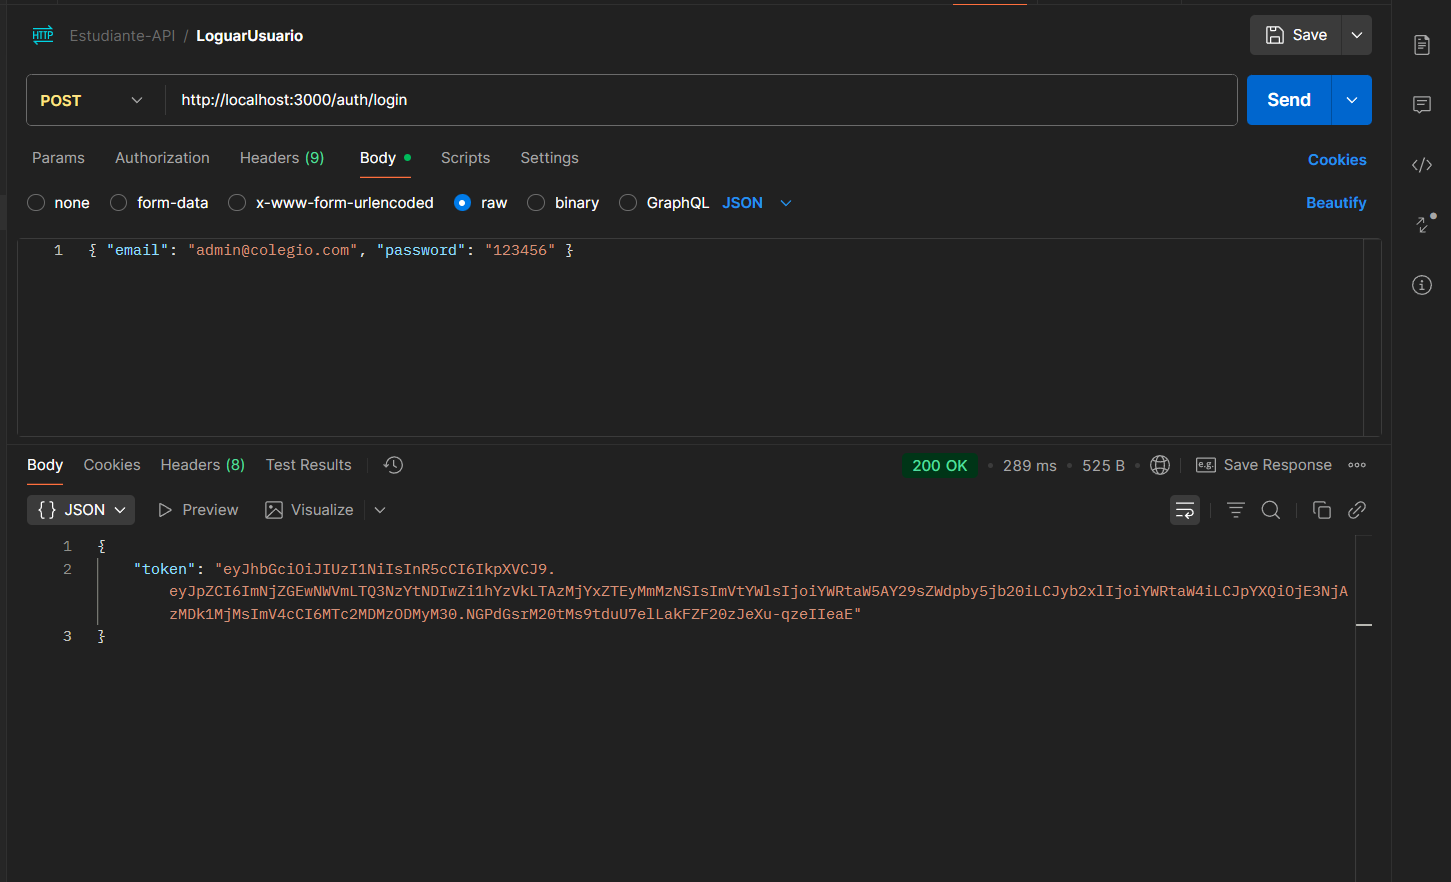 HTTP Estudiante-API / LoguarUsuario Save
POST http://localhost:3000/auth/login Send
Params Authorization Headers (9) Body Scripts Settings Cookies
none form-data x-www-form-urlencoded raw binary GraphQL JSON Beautify
1 { "email": "admin@colegio.com", "password": "123456" }
Body Cookies Headers (8) Test Results 200 OK • 289 ms • 525 B • e.g. Save Response
{} JSON Preview Visualize
1 {
2 "token": "eyJhbGciOiJIUzI1NiIsInR5cCI6IkpXVCJ9.
eyJpZCI6ImNjZGEwNWVmLTQ3NzYtNDIwZi1hYzVkLTAzMjYxZTEyMmMzNSIsImVtYWlsIjoiYWRtaW5AY29sZWdpby5jb20iLCJyb2xlIjoiYWRtaW4iLCJpYXQiOjE3NjA
zMDk1MjMsImV4cCI6MTc2MDMzODMyM30.NGPdGsrM20tMs9tduU7elLakFZF20zJeXu-qzeIIeaE"
3 }